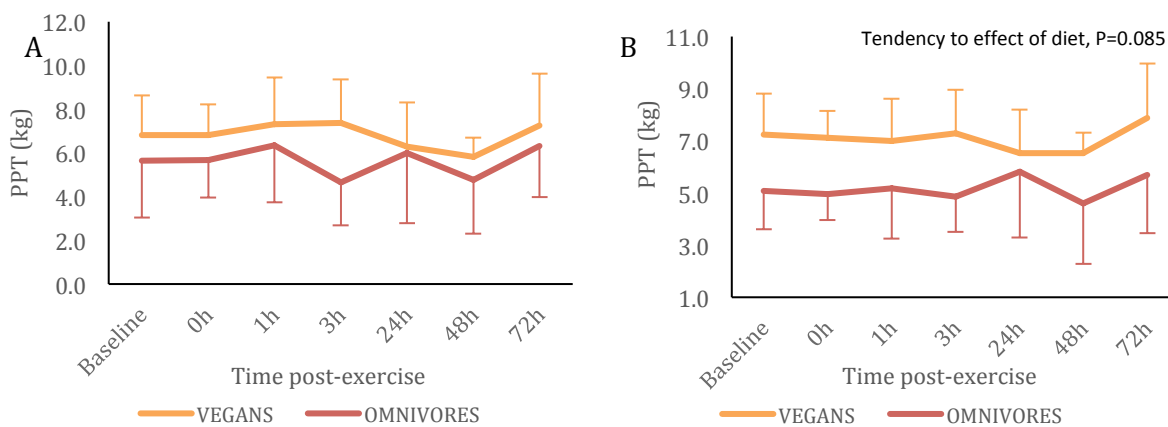 A
PPT (kg)
12.0
10.0
8.0
6.0
4.0
2.0
0.0
Baseline
0h
1h
3h
24h
48h
72h
Time post-exercise
VEGANS
OMNIVORES
B
Tendency to effect of diet, P=0.085
PPT (kg)
11.0
9.0
7.0
5.0
3.0
1.0
Baseline
0h
1h
3h
24h
48h
72h
Time post-exercise
VEGANS
OMNIVORES